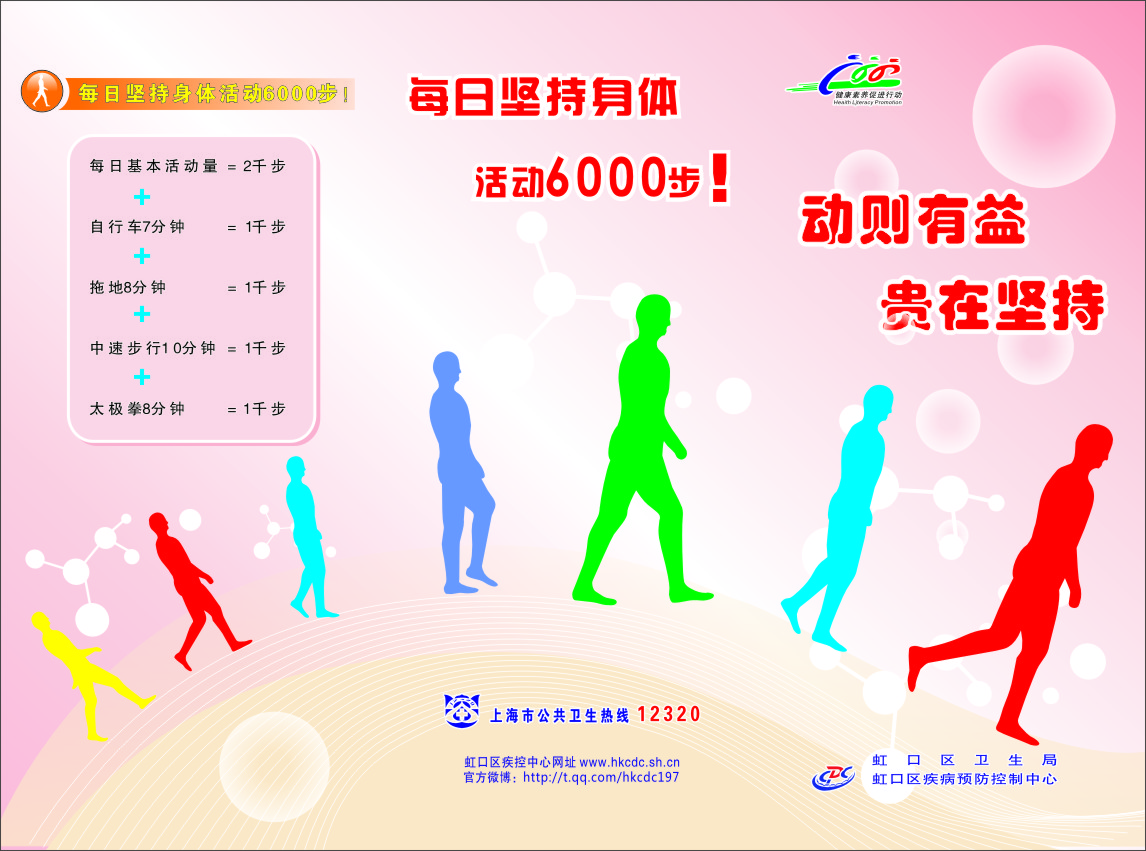 每日坚持身体活动6000步！
每日基本活动量 = 2千步
+
自行车7分钟 = 1千步
+
拖地8分钟 = 1千步
+
中速步行10分钟 = 1千步
+
太极拳8分钟 = 1千步
每日坚持身体
活动6000步！
上海市公共卫生热线 12320
虹口区疾控中心网址 www.hkcdc.sh.cn
官方微博：http://t.qq.com/hkcdc197
健康素养促进行动
Health Literacy Promotion
动则有益
贵在坚持
CDC
虹口区卫生局
虹口区疾病预防控制中心